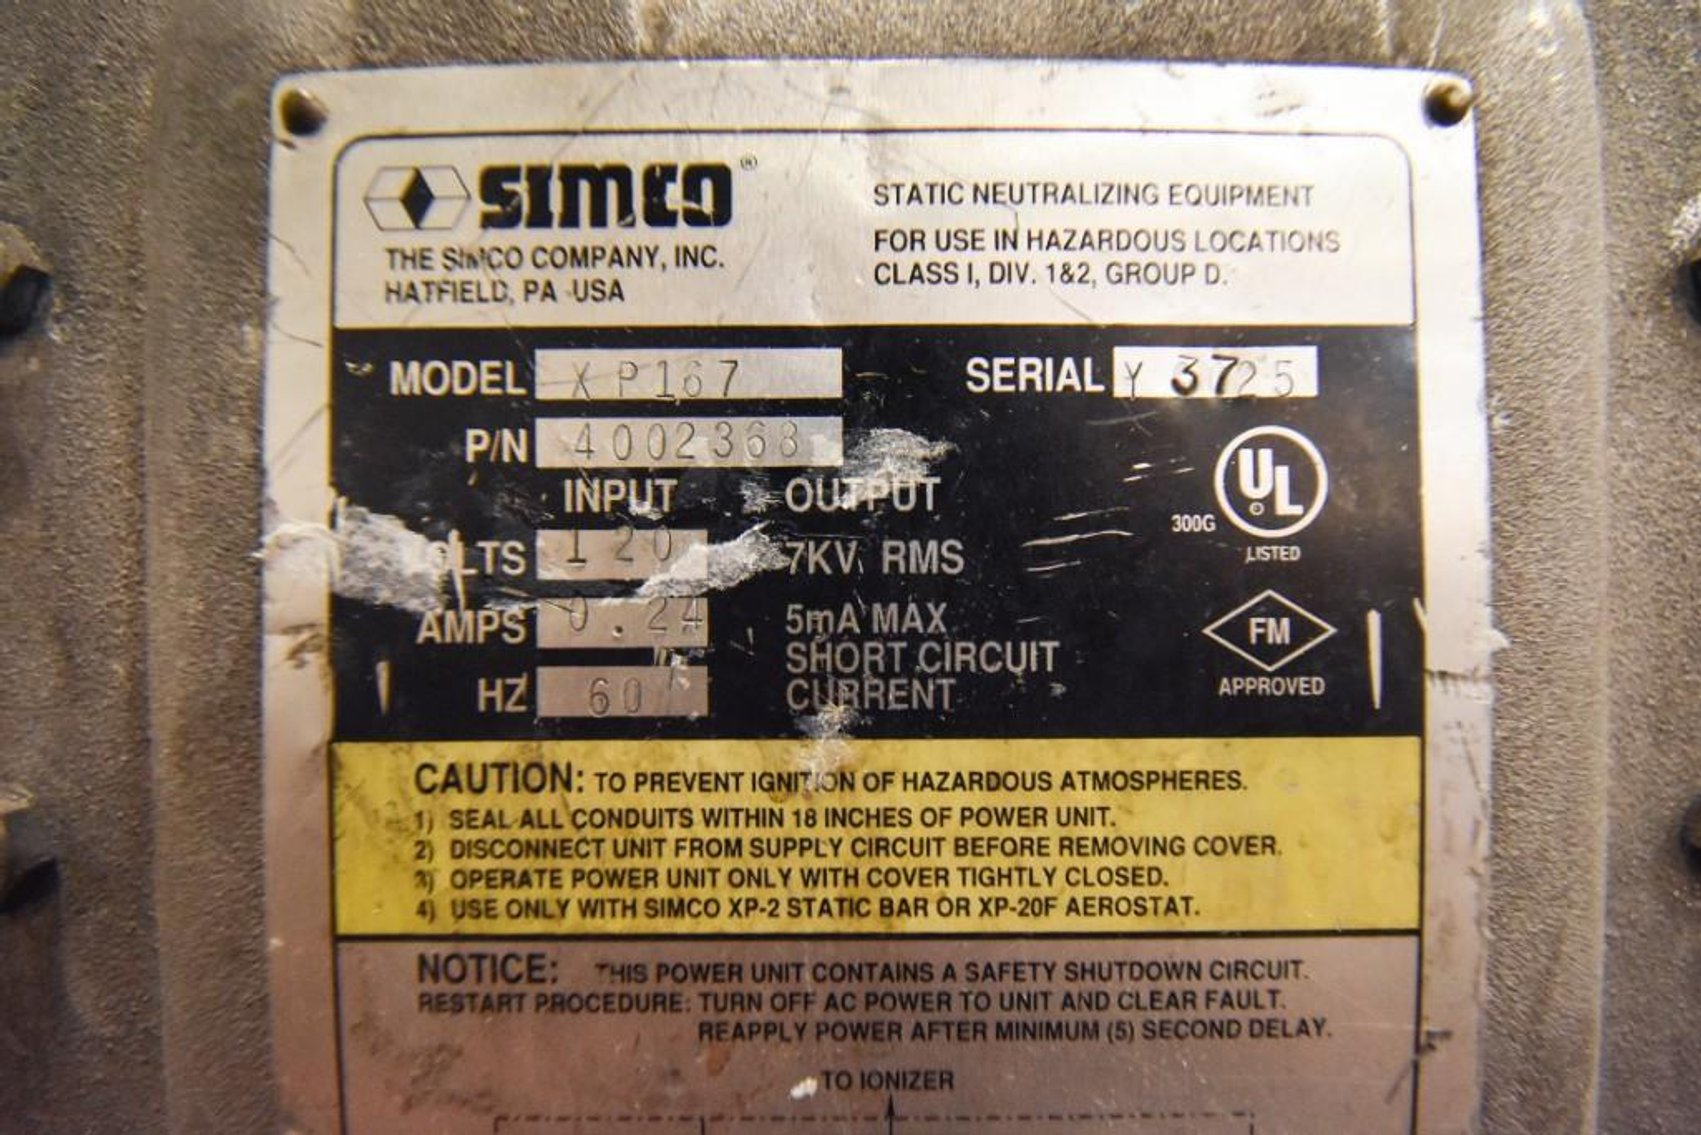 SIMCO®
THE SIMCO COMPANY, INC.
HATFIELD, PA USA
STATIC NEUTRALIZING EQUIPMENT
FOR USE IN HAZARDOUS LOCATIONS
CLASS I, DIV. 1&2, GROUP D.
MODEL XP167
SERIAL Y 3725
P/N 4002368
INPUT OUTPUT
VOLTS 120 7KV RMS
AMPS 0.24 5mA MAX
SHORT CIRCUIT
HZ 60 CURRENT
300G UL
LISTED
FM
APPROVED
CAUTION: TO PREVENT IGNITION OF HAZARDOUS ATMOSPHERES.
1) SEAL ALL CONDUITS WITHIN 18 INCHES OF POWER UNIT.
2) DISCONNECT UNIT FROM SUPPLY CIRCUIT BEFORE REMOVING COVER.
3) OPERATE POWER UNIT ONLY WITH COVER TIGHTLY CLOSED.
4) USE ONLY WITH SIMCO XP-2 STATIC BAR OR XP-20F AEROSTAT.
NOTICE: THIS POWER UNIT CONTAINS A SAFETY SHUTDOWN CIRCUIT.
RESTART PROCEDURE: TURN OFF AC POWER TO UNIT AND CLEAR FAULT.
REAPPLY POWER AFTER MINIMUM (5) SECOND DELAY.
TO IONIZER